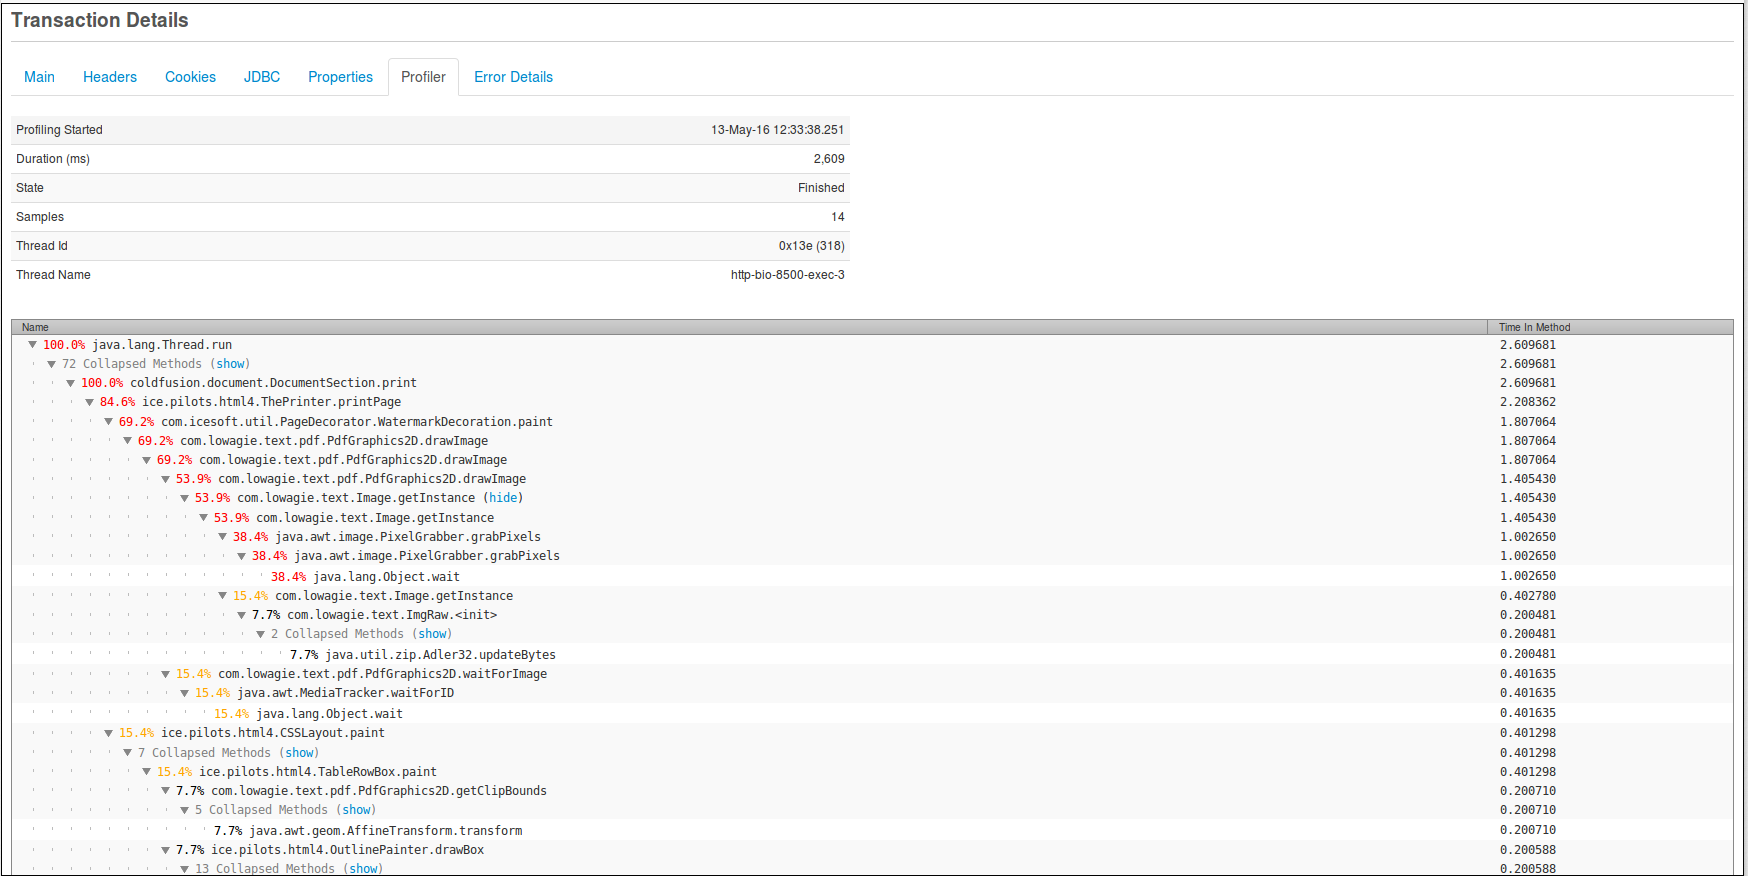 Transaction Details
Main Headers Cookies JDBC Properties Profiler Error Details
Profiling Started 13-May-16 12:33:38.251
Duration (ms) 2,609
State Finished
Samples 14
Thread Id 0x13e (318)
Thread Name http-bio-8500-exec-3
Name Time In Method
100.0% java.lang.Thread.run 2.609681
72 Collapsed Methods (show) 2.609681
100.0% coldfusion.document.DocumentSection.print 2.609681
84.6% ice.pilots.html4.ThePrinter.printPage 2.208362
69.2% com.icesoft.util.PageDecorator.WatermarkDecoration.paint 1.807064
69.2% com.lowagie.text.pdf.PdfGraphics2D.drawImage 1.807064
69.2% com.lowagie.text.pdf.PdfGraphics2D.drawImage 1.807064
53.9% com.lowagie.text.pdf.PdfGraphics2D.drawImage 1.405430
53.9% com.lowagie.text.Image.getInstance (hide) 1.405430
53.9% com.lowagie.text.Image.getInstance 1.405430
38.4% java.awt.image.PixelGrabber.grabPixels 1.002650
38.4% java.awt.image.PixelGrabber.grabPixels 1.002650
38.4% java.lang.Object.wait 1.002650
15.4% com.lowagie.text.Image.getInstance 0.402780
7.7% com.lowagie.text.ImgRaw.<init> 0.200481
2 Collapsed Methods (show) 0.200481
7.7% java.util.zip.Adler32.updateBytes 0.200481
15.4% com.lowagie.text.pdf.PdfGraphics2D.waitForImage 0.401635
15.4% java.awt.MediaTracker.waitForID 0.401635
15.4% java.lang.Object.wait 0.401635
15.4% ice.pilots.html4.CSSLayout.paint 0.401298
7 Collapsed Methods (show) 0.401298
15.4% ice.pilots.html4.TableRowBox.paint 0.401298
7.7% com.lowagie.text.pdf.PdfGraphics2D.getClipBounds 0.200710
5 Collapsed Methods (show) 0.200710
7.7% java.awt.geom.AffineTransform.transform 0.200710
7.7% ice.pilots.html4.OutlinePainter.drawBox 0.200588
13 Collapsed Methods (show) 0.200588